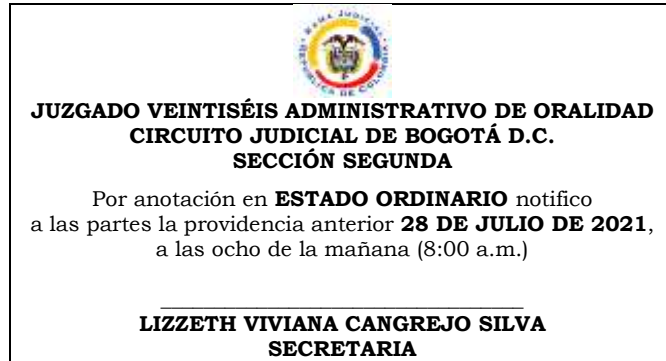 JUZGADO VEINTISÉIS ADMINISTRATIVO DE ORALIDAD
CIRCUITO JUDICIAL DE BOGOTÁ D.C.
SECCIÓN SEGUNDA
Por anotación en ESTADO ORDINARIO notifico
a las partes la providencia anterior 28 DE JULIO DE 2021,
a las ocho de la mañana (8:00 a.m.)
LIZZETH VIVIANA CANGREJO SILVA
SECRETARIA